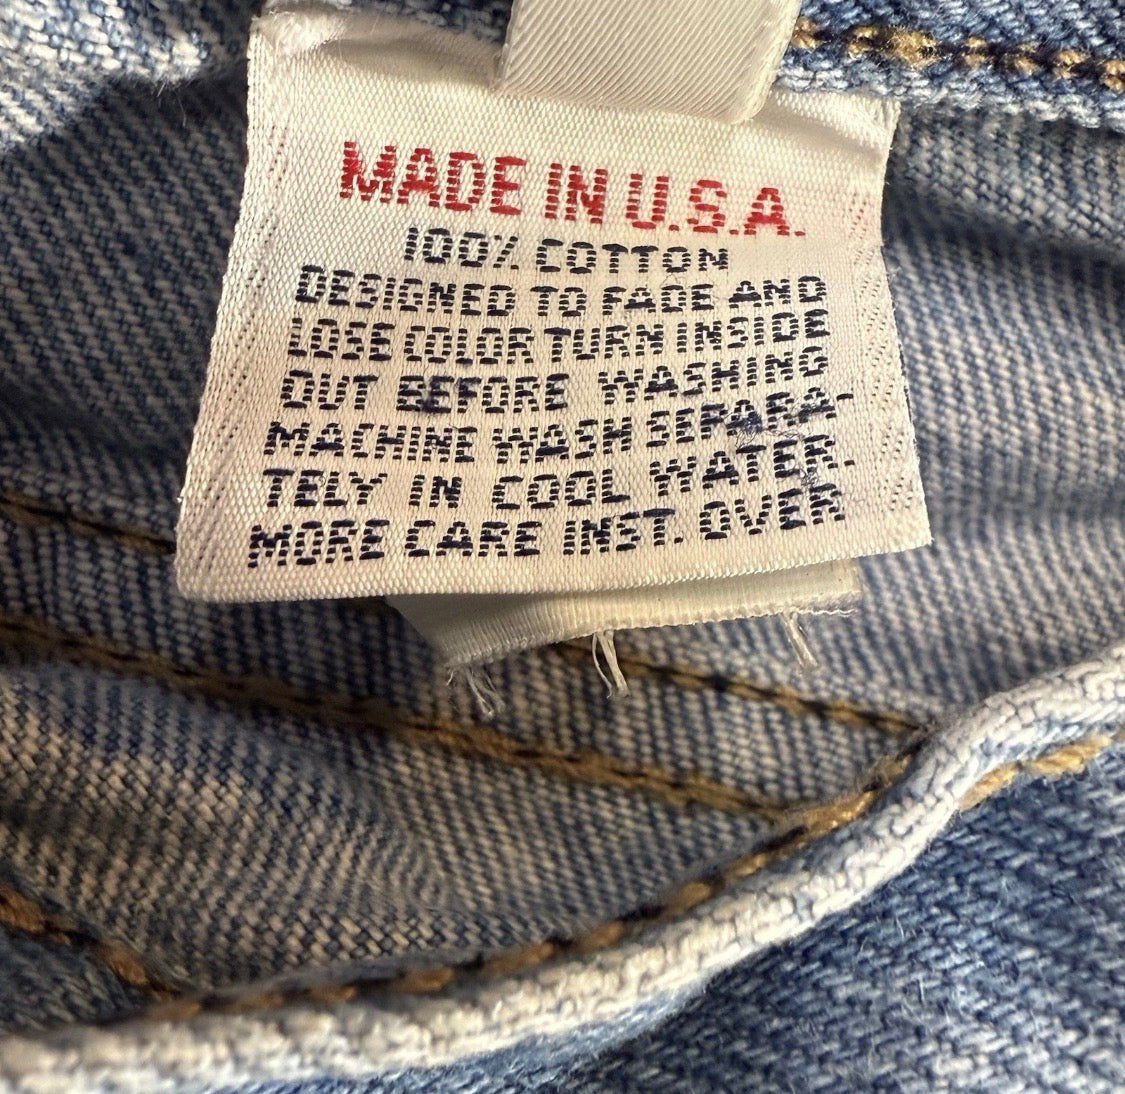 MADE IN U.S.A.
100% COTTON
DESIGNED TO FADE AND
LOSE COLOR TURN INSIDE
OUT BEFORE WASHING
MACHINE WASH SEPARA-
TELY IN COOL WATER.
MORE CARE INST. OVER